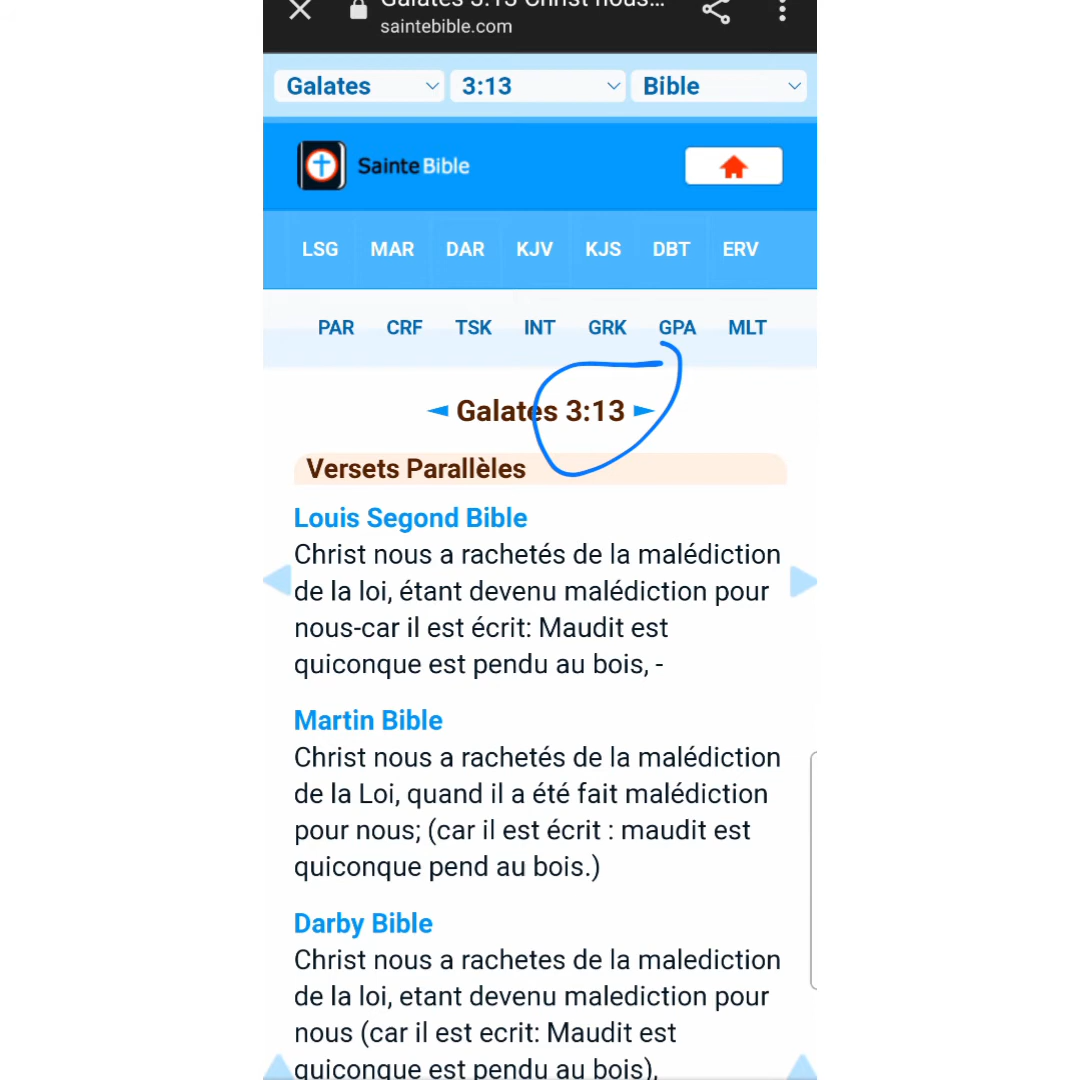 saintebible.com
Galates 3:13 Bible
Sainte Bible
LSG MAR DAR KJV KJS DBT ERV
PAR CRF TSK INT GRK GPA MLT
Galates 3:13
Versets Parallèles
Louis Segond Bible
Christ nous a rachetés de la malédiction
de la loi, étant devenu malédiction pour
nous-car il est écrit: Maudit est
quiconque est pendu au bois, -
Martin Bible
Christ nous a rachetés de la malédiction
de la Loi, quand il a été fait malédiction
pour nous; (car il est écrit : maudit est
quiconque pend au bois.)
Darby Bible
Christ nous a rachetes de la malediction
de la loi, etant devenu malediction pour
nous (car il est ecrit: Maudit est
quiconque est pendu au bois),